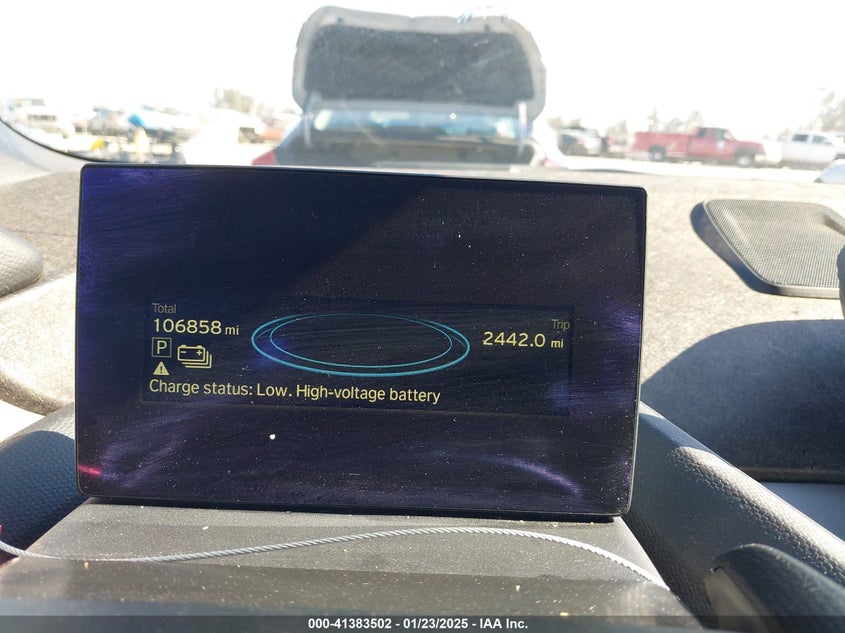 Total
106858 mi
Trip
2442.0 mi
P
Charge status: Low. High-voltage battery
000-41383502 - 01/23/2025 - IAA Inc.